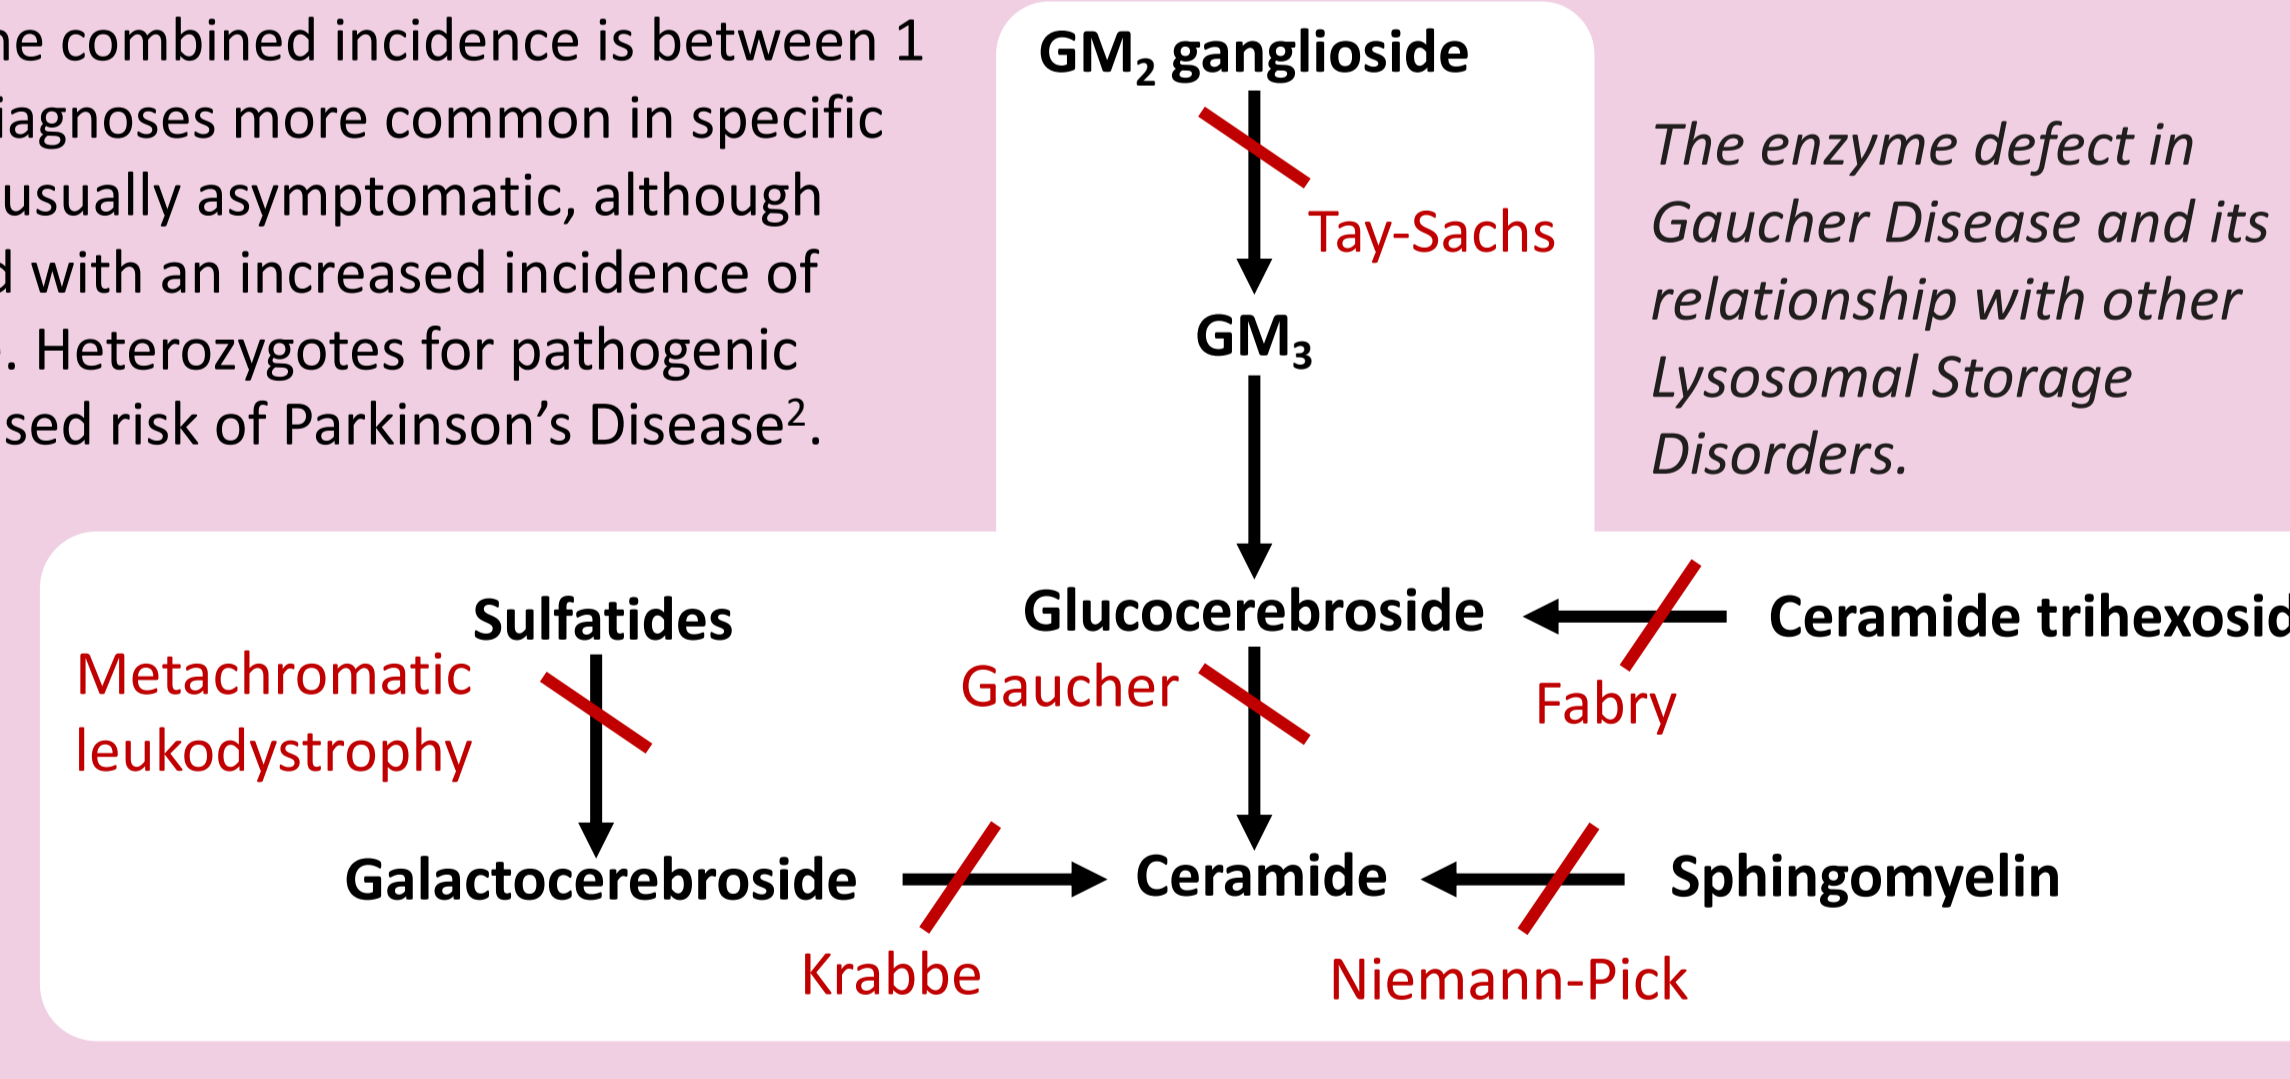 he combined incidence is between 1
iagnoses more common in specific
usually asymptomatic, although
d with an increased incidence of
. Heterozygotes for pathogenic
sed risk of Parkinson’s Disease².
GM₂ ganglioside
Tay-Sachs
GM₃
The enzyme defect in
Gaucher Disease and its
relationship with other
Lysosomal Storage
Disorders.
Sulfatides
Metachromatic
leukodystrophy
Glucocerebroside
Ceramide trihexosid
Gaucher
Fabry
Galactocerebroside
Ceramide
Sphingomyelin
Krabbe
Niemann-Pick